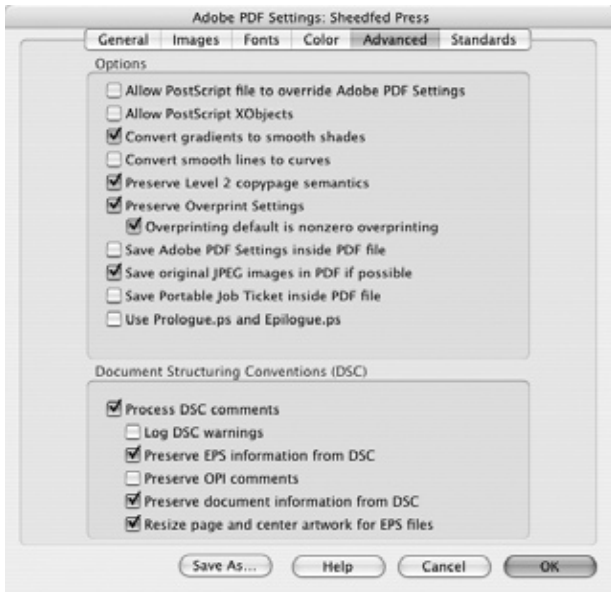 Adobe PDF Settings: Sheedfed Press
General Images Fonts Color Advanced Standards
Options
Allow PostScript file to override Adobe PDF Settings
Allow PostScript XObjects
Convert gradients to smooth shades
Convert smooth lines to curves
Preserve Level 2 copypage semantics
Preserve Overprint Settings
Overprinting default is nonzero overprinting
Save Adobe PDF Settings inside PDF file
Save original JPEG images in PDF if possible
Save Portable Job Ticket inside PDF file
Use Prologue.ps and Epilogue.ps
Document Structuring Conventions (DSC)
Process DSC comments
Log DSC warnings
Preserve EPS information from DSC
Preserve OPI comments
Preserve document information from DSC
Resize page and center artwork for EPS files
Save As... Help Cancel OK